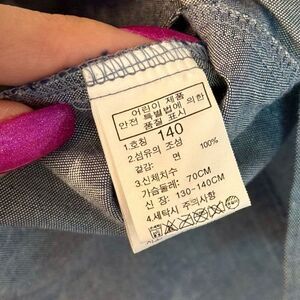 어린이 제품
안전 특별법에 의한
품질 표시
1.호칭 140
2.섬유의 조성
겉감: 면 100%
3.신체치수
가슴둘레: 70CM
신 장: 130-140CM
4.세탁시 주의사항